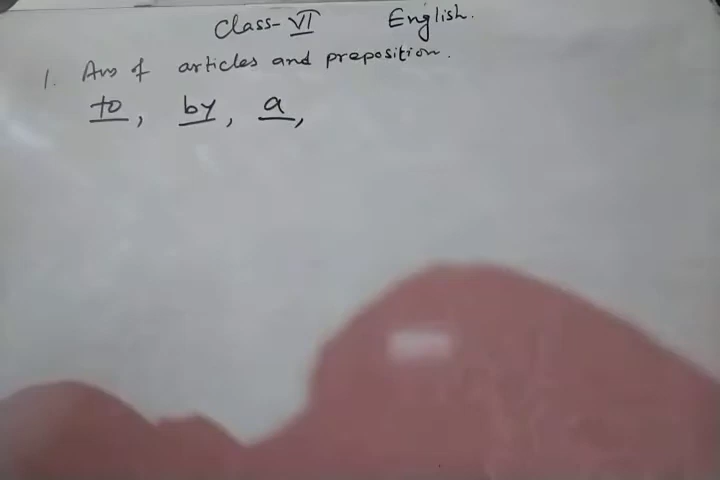 Class-VI English.
1. Ans of articles and preposition.
to, by, a,